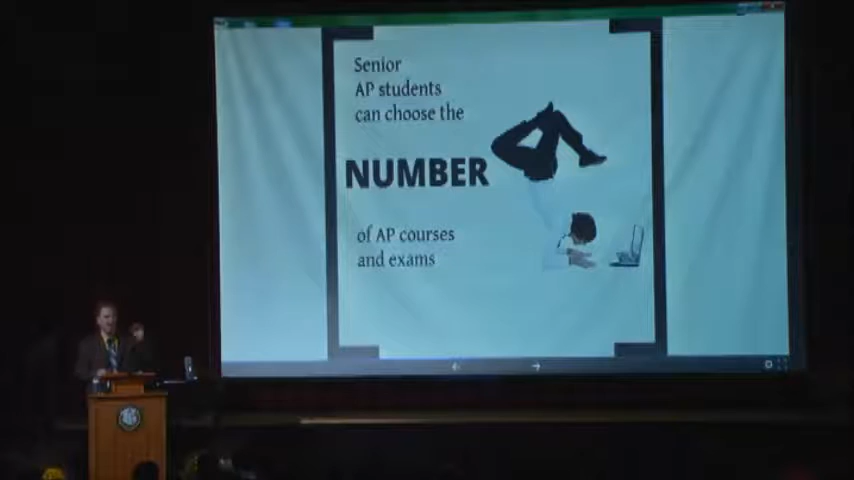 Senior
AP students
can choose the
NUMBER
of AP courses
and exams